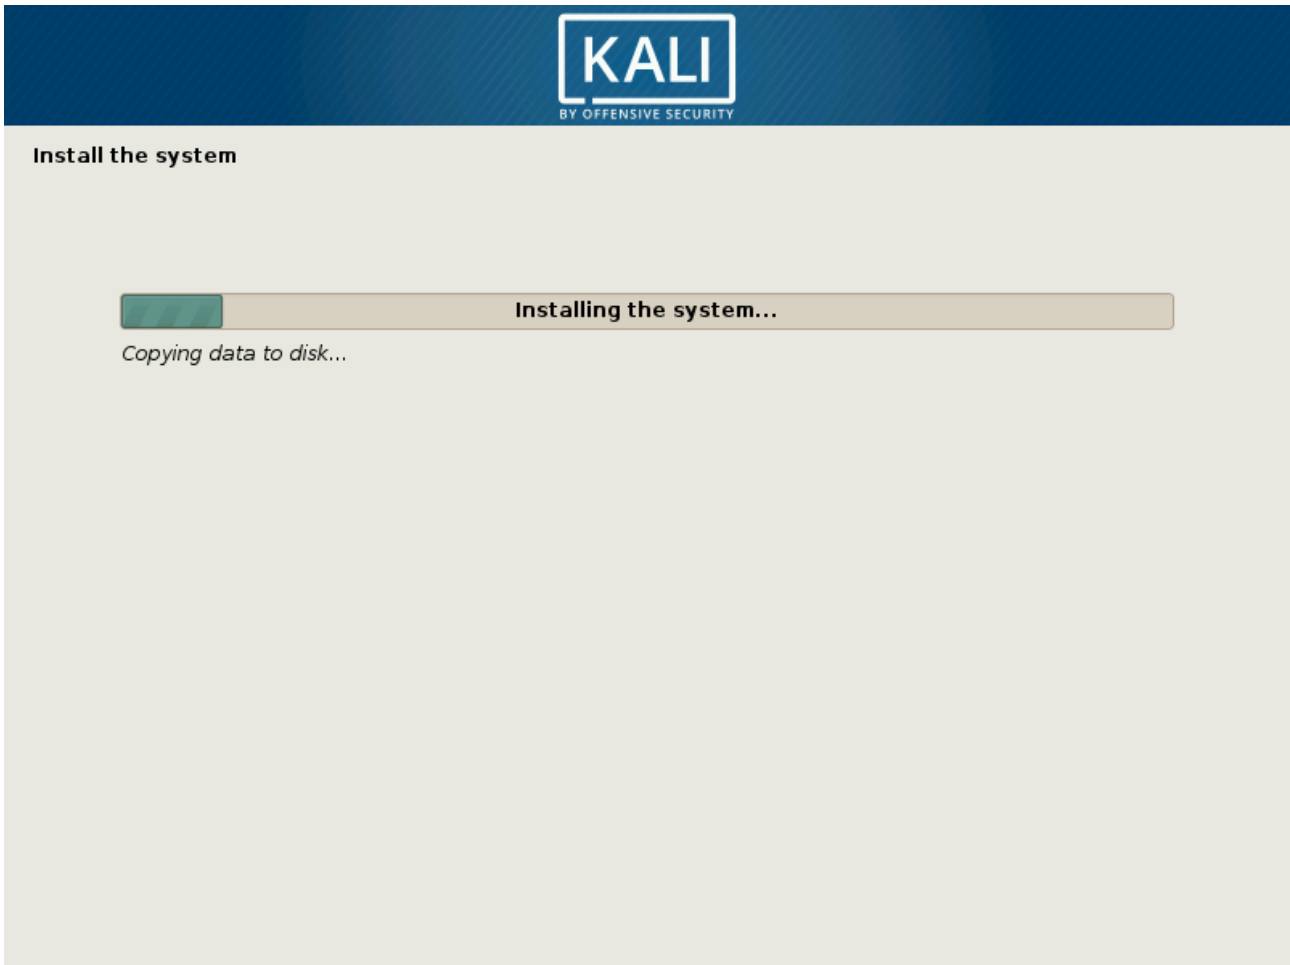 KALI
BY OFFENSIVE SECURITY
Install the system
Installing the system...
Copying data to disk...